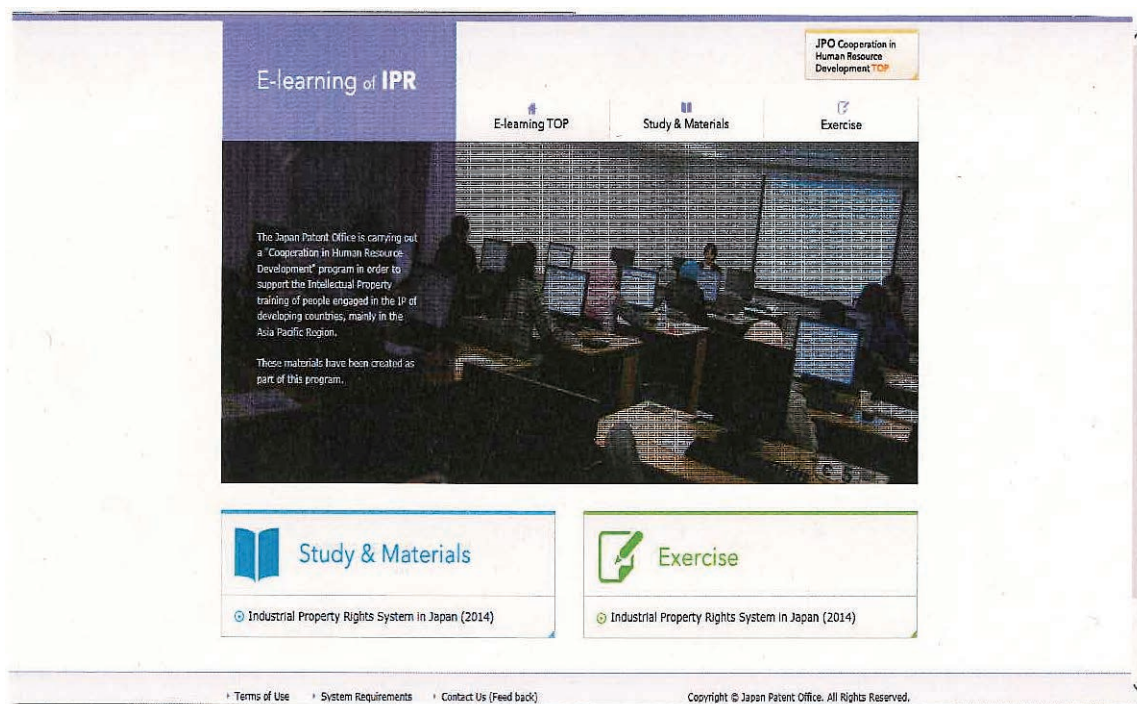 JPO Cooperation in
Human Resource
Development TOP
E-learning of IPR
E-learning TOP
Study & Materials
Exercise
The Japan Patent Office is carrying out
a "Cooperation in Human Resource
Development" program in order to
support the Intellectual Property
training of people engaged in the IP of
developing countries, mainly in the
Asia Pacific Region.
These materials have been created as
part of this program.
Study & Materials
Industrial Property Rights System in Japan (2014)
Exercise
Industrial Property Rights System in Japan (2014)
Terms of Use
System Requirements
Contact Us (Feed back)
Copyright © Japan Patent Office. All Rights Reserved.